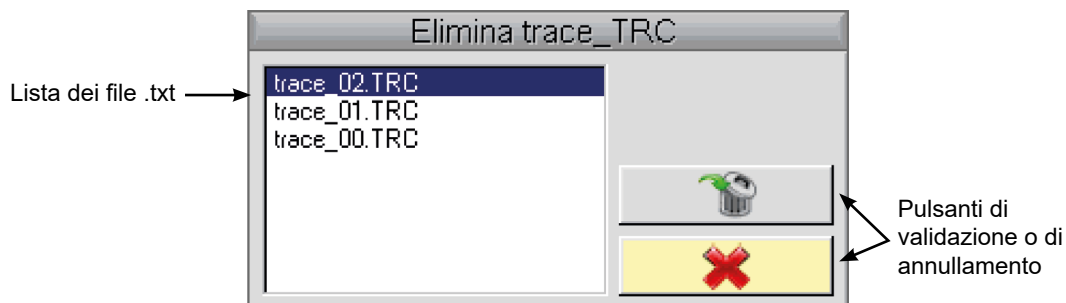 Elimina trace_TRC
Lista dei file .txt
trace_02.TRC
trace_01.TRC
trace_00.TRC
Pulsanti di
validazione o di
annullamento